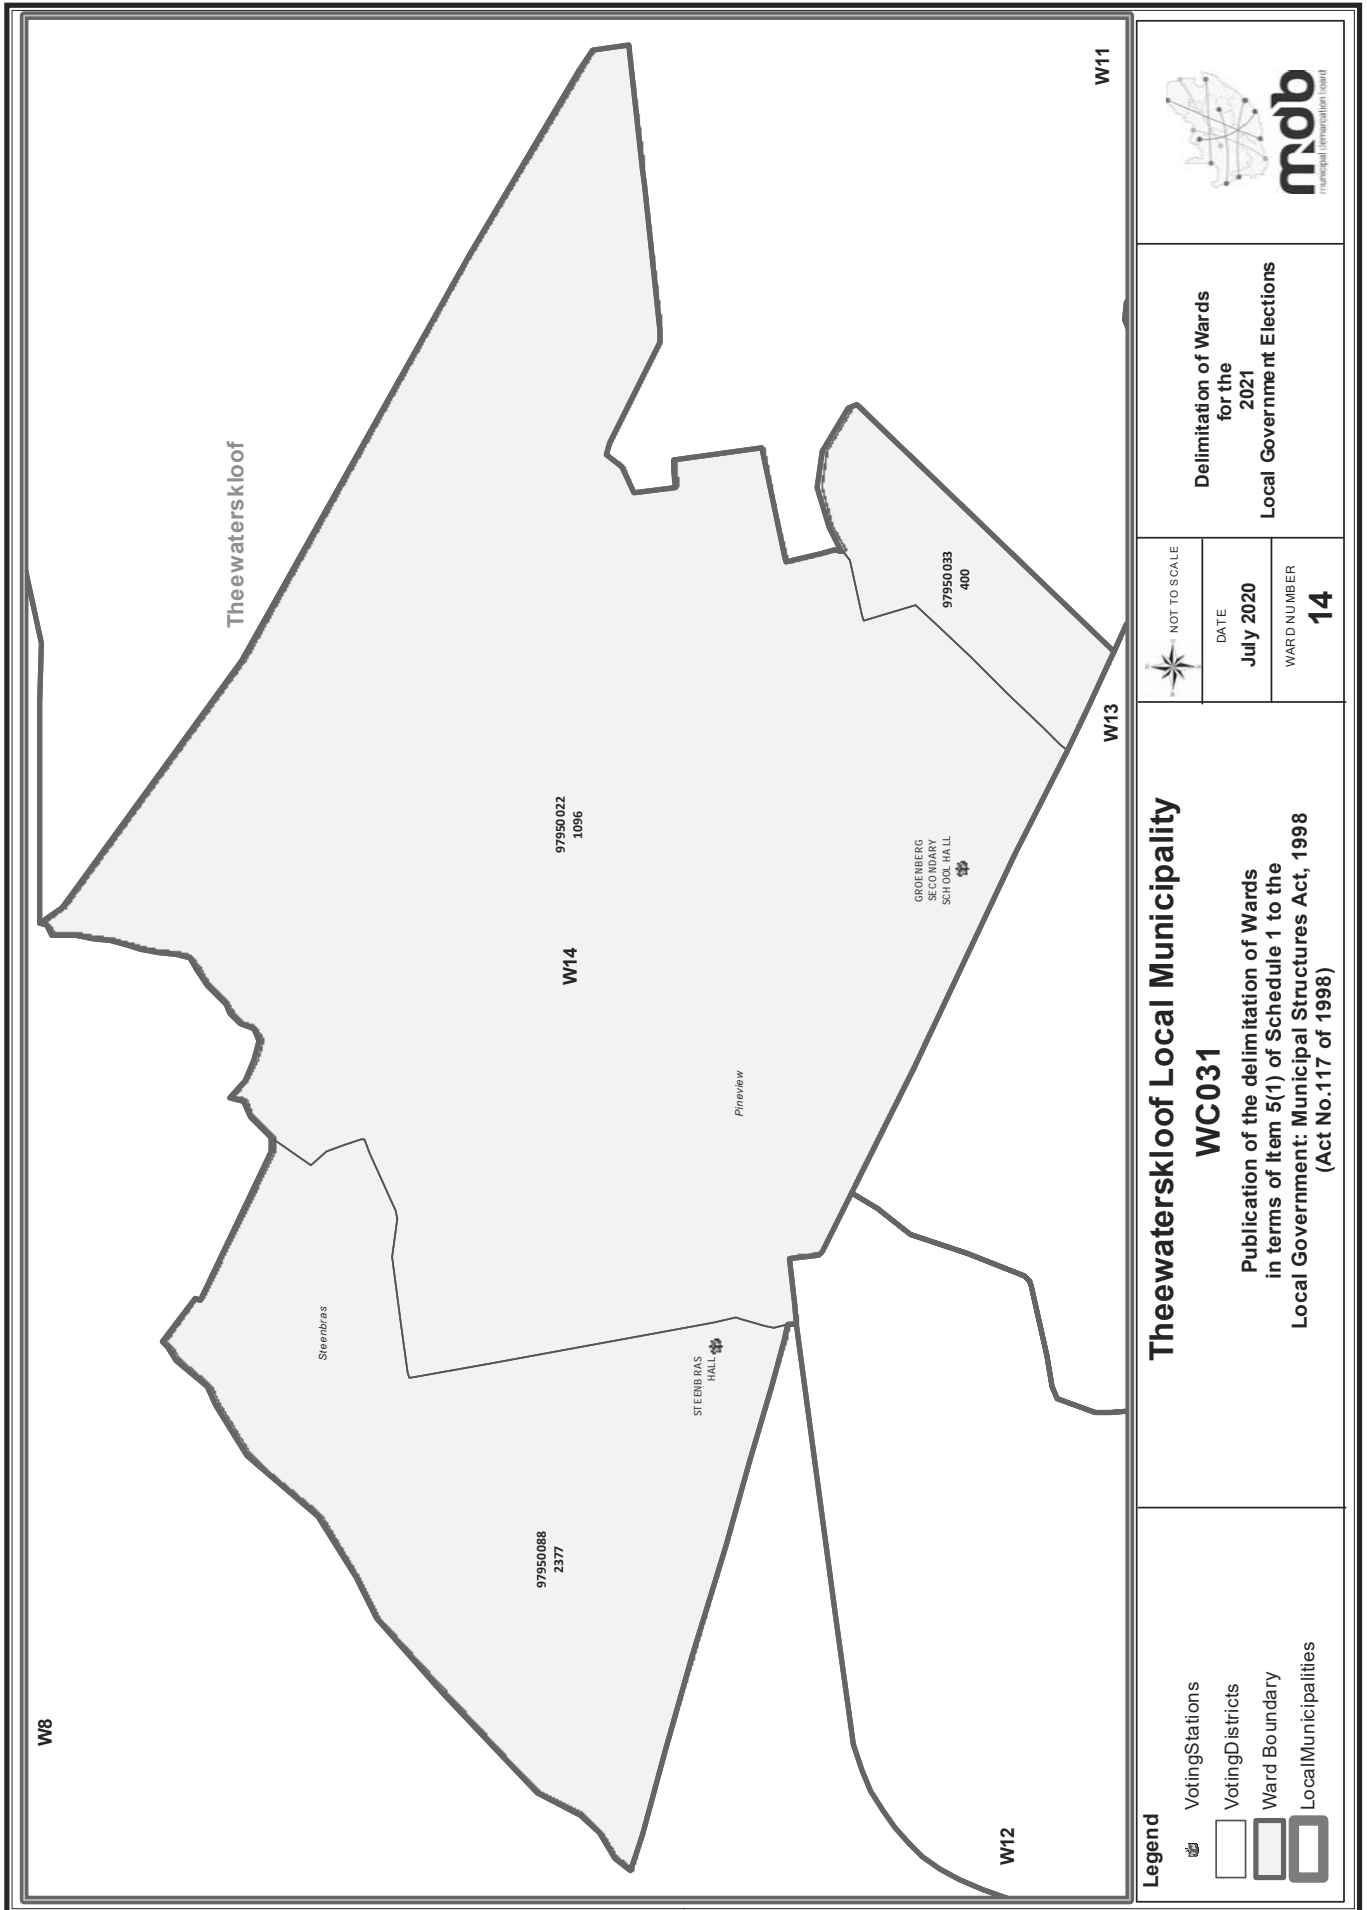 W8
Theewaterskloof
W11
97950022
1096
W14
Steenbras
Pineview
97950088
2377
STEENBRAS
HALL
GROENBERG
SECONDARY
SCHOOL HALL
97950033
400
W12
W13
Legend
VotingStations
VotingDistricts
Ward Boundary
LocalMunicipalities
Theewaterskloof Local Municipality
WC031
Publication of the delimitation of Wards
in terms of Item 5(1) of Schedule 1 to the
Local Government: Municipal Structures Act, 1998
(Act No.117 of 1998)
NOT TO SCALE
DATE
July 2020
WARD NUMBER
14
Delimitation of Wards
for the
2021
Local Government Elections
mdb
municipal demarcation board